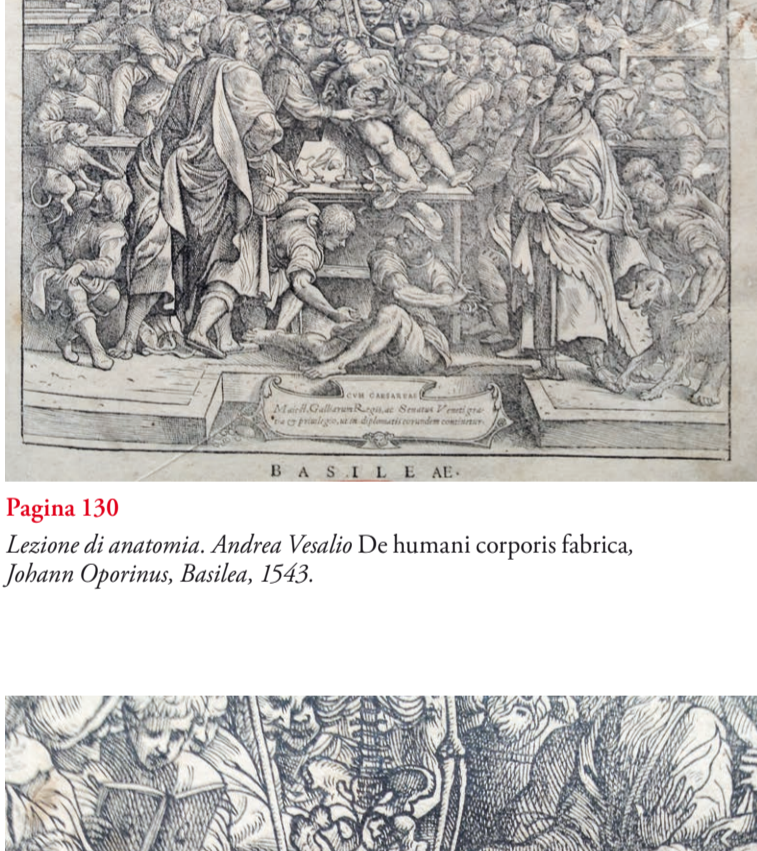 CVM CAESAREAE
Maiest. Galliarum Regis, ac Senatus Veneti gra-
tia & priuilegio, ut in diplomatis eorundem continetur.
BASILEAE.
Pagina 130
Lezione di anatomia. Andrea Vesalio De humani corporis fabrica,
Johann Oporinus, Basilea, 1543.